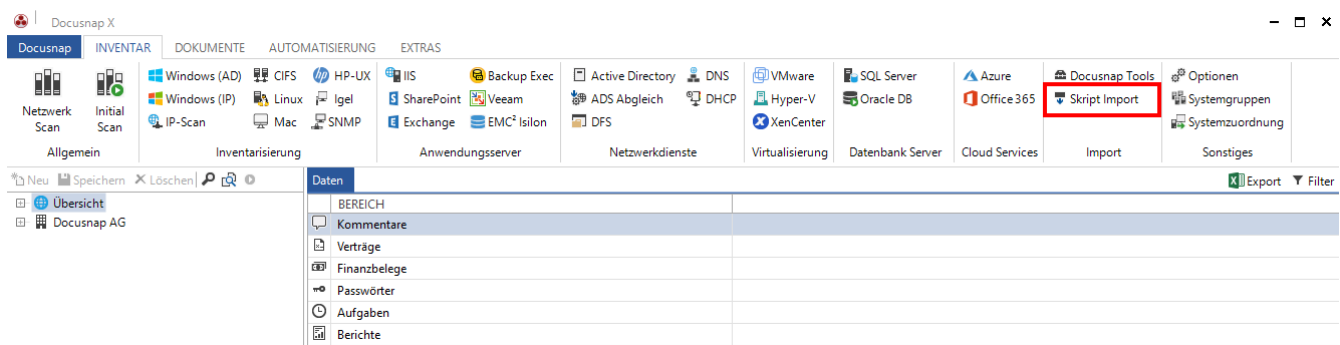 Docusnap X
Docusnap INVENTAR DOKUMENTE AUTOMATISIERUNG EXTRAS
Windows (AD) CIFS HP-UX IIS Backup Exec Active Directory DNS VMware SQL Server Azure Docusnap Tools Optionen
Windows (IP) Linux Igel SharePoint Veeam ADS Abgleich DHCP Hyper-V Oracle DB Office 365 Skript Import Systemgruppen
Netzwerk Scan Initial Scan IP-Scan Mac SNMP Exchange EMC² Isilon DFS XenCenter Systemzuordnung
Allgemein Inventarisierung Anwendungsserver Netzwerkdienste Virtualisierung Datenbank Server Cloud Services Import Sonstiges
Neu Speichern Löschen Daten Export Filter
Übersicht BEREICH
Docusnap AG Kommentare
Verträge
Finanzbelege
Passwörter
Aufgaben
Berichte